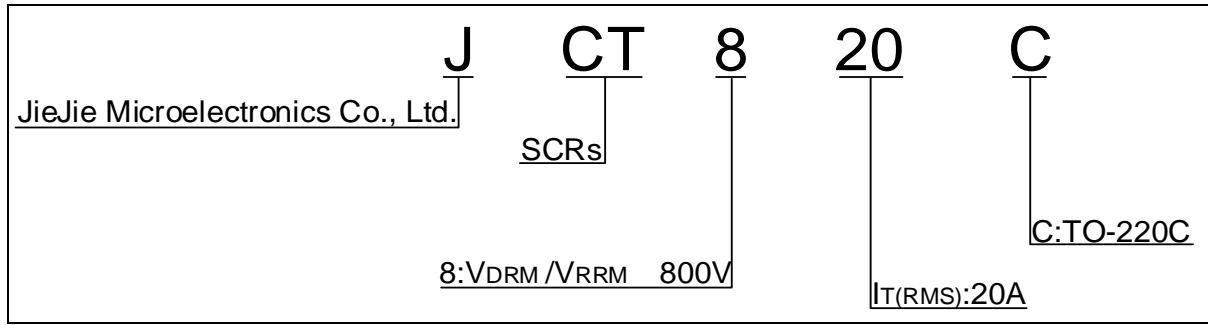 J CT 8 20 C
JieJie Microelectronics Co., Ltd.
SCRs
C:TO-220C
8:VDRM/VRRM 800V
IT(RMS):20A